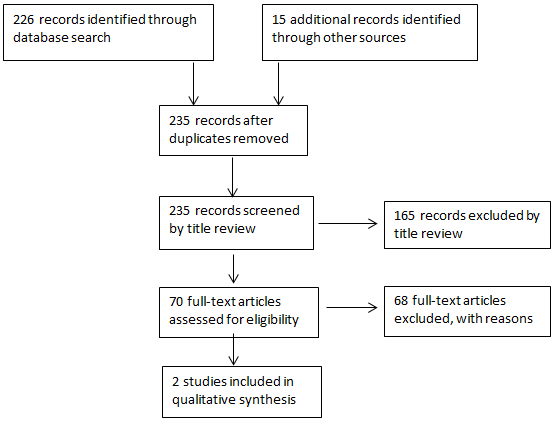 226 records identified through
database search
15 additional records identified
through other sources
235 records after
duplicates removed
235 records screened
by title review
165 records excluded by
title review
70 full-text articles
assessed for eligibility
68 full-text articles
excluded, with reasons
2 studies included in
qualitative synthesis